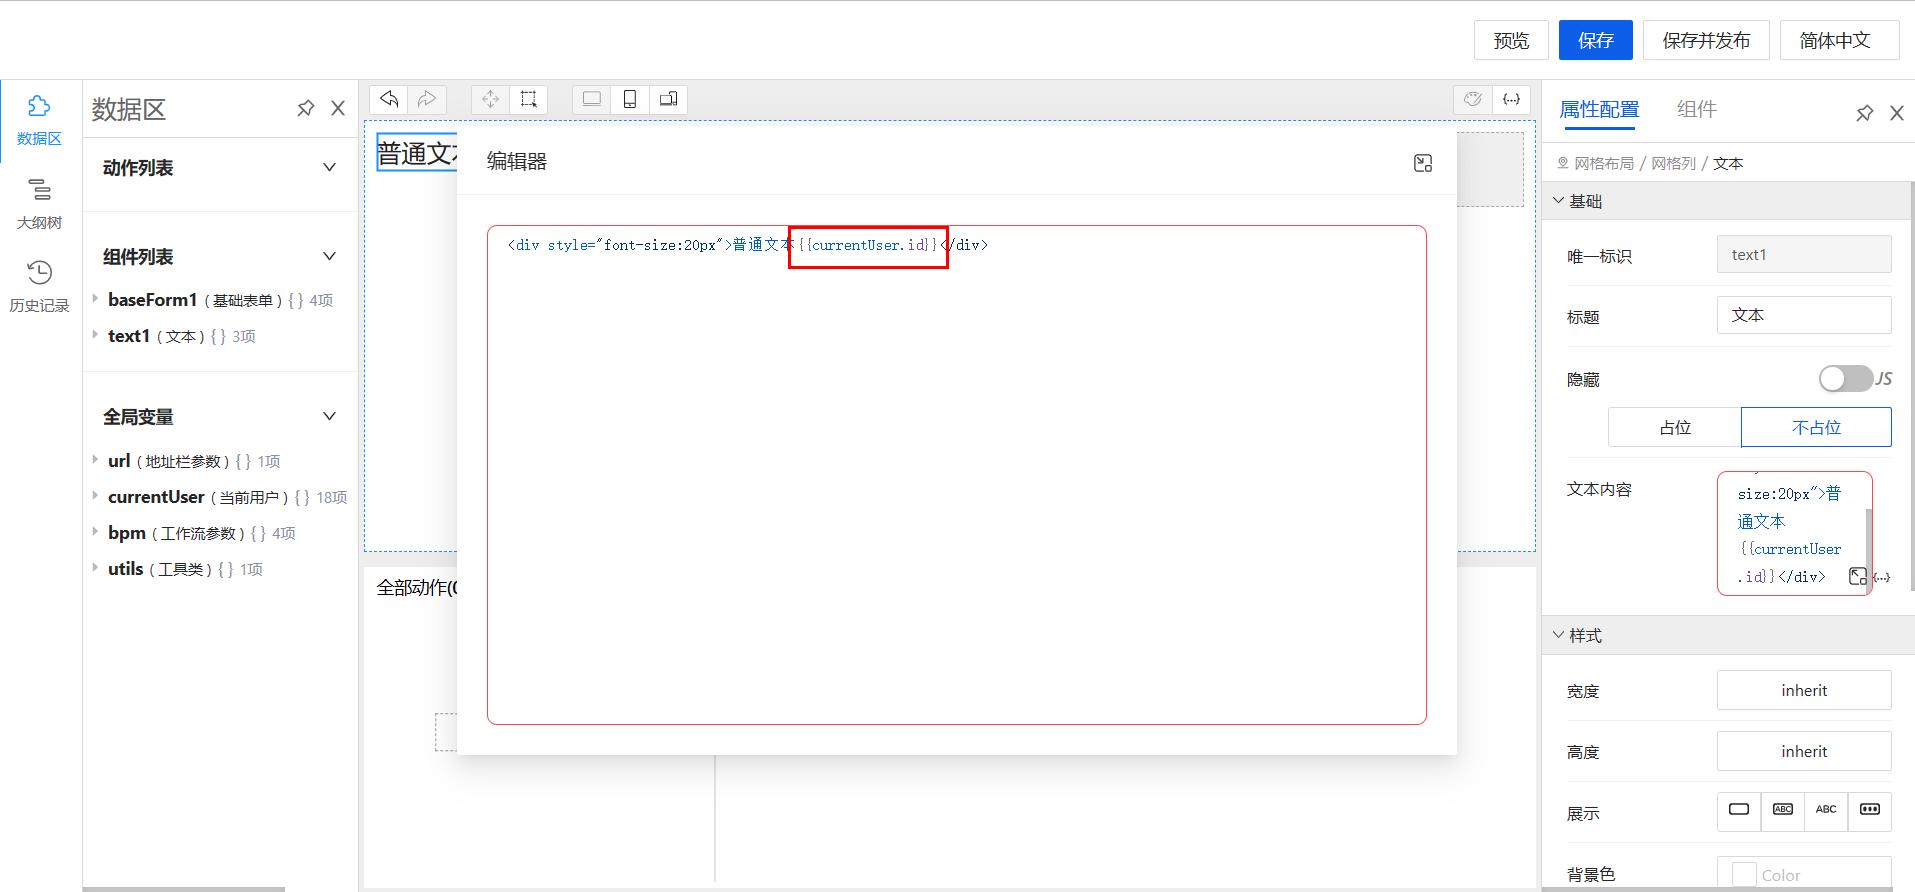 预览
保存
保存并发布
简体中文
数据区
大纲树
历史记录
数据区
动作列表
组件列表
baseForm1 ( 基础表单 ) { } 4项
text1 ( 文本 ) { } 3项
全局变量
url ( 地址栏参数 ) { } 1项
currentUser ( 当前用户 ) { } 18项
bpm ( 工作流参数 ) { } 4项
utils ( 工具类 ) { } 1项
普通文
全部动作(
编辑器
<div style="font-size:20px">普通文本{{currentUser.id}}</div>
属性配置
组件
网格布局 / 网格列 / 文本
基础
唯一标识
text1
标题
文本
隐藏
JS
占位
不占位
文本内容
size:20px">普
通文本
{{currentUser
.id}}</div>
样式
宽度
inherit
高度
inherit
展示
ABC
ABC
背景色
Color